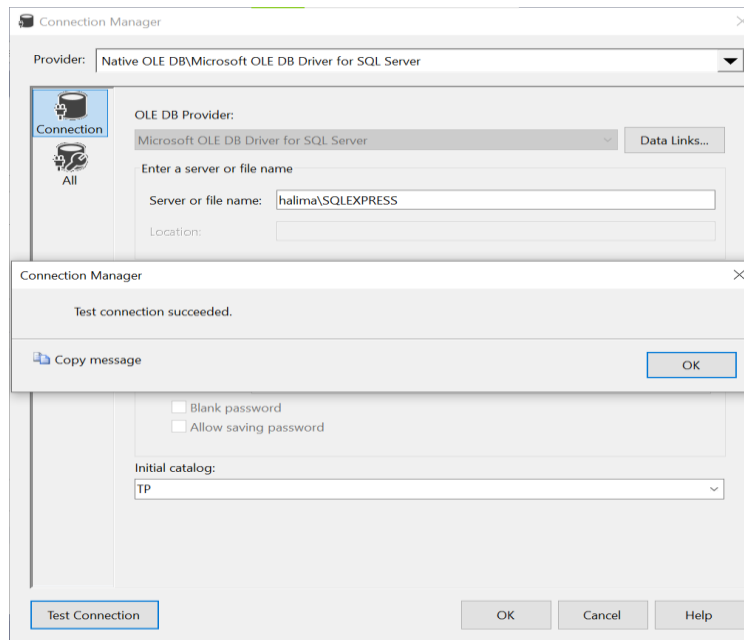 Connection Manager
Provider: Native OLE DB\Microsoft OLE DB Driver for SQL Server
Connection
All
OLE DB Provider:
Microsoft OLE DB Driver for SQL Server Data Links...
Enter a server or file name
Server or file name: halima\SQLEXPRESS
Location:
Connection Manager
Test connection succeeded.
Copy message OK
Blank password
Allow saving password
Initial catalog:
TP
Test Connection OK Cancel Help